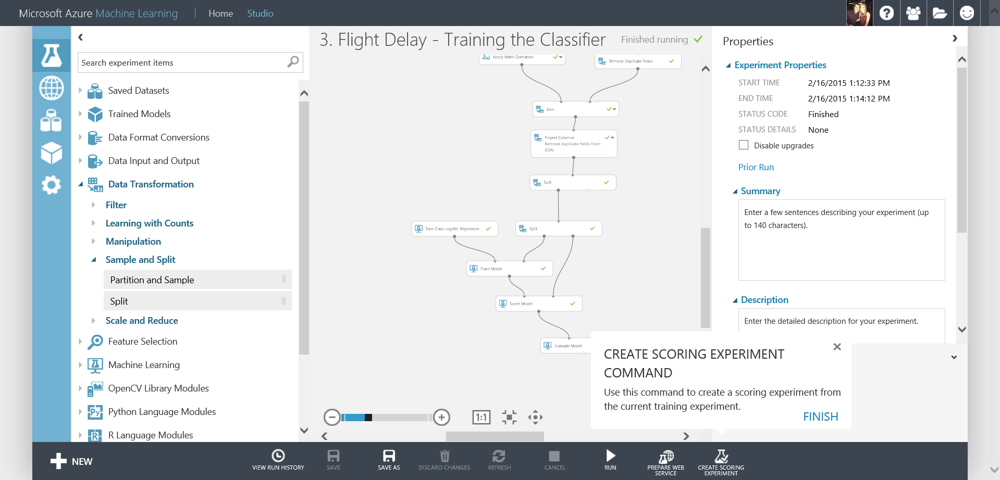 Microsoft Azure Machine Learning | Home Studio
Search experiment items
Saved Datasets
Trained Models
Data Format Conversions
Data Input and Output
Data Transformation
Filter
Learning with Counts
Manipulation
Sample and Split
Partition and Sample
Split
Scale and Reduce
Feature Selection
Machine Learning
OpenCV Library Modules
Py Python Language Modules
R R Language Modules
3. Flight Delay - Training the Classifier Finished running
Apply Math Operation
Remove Duplicate Rows
Join
Project Columns
Remove duplicate fields from
JOIN
Split
Two-Class Logistic Regression
Split
Train Model
Score Model
Evaluate Model
1:1
Properties
Experiment Properties
START TIME 2/16/2015 1:12:33 PM
END TIME 2/16/2015 1:14:12 PM
STATUS CODE Finished
STATUS DETAILS None
Disable upgrades
Prior Run
Summary
Enter a few sentences describing your experiment (up
to 140 characters).
Description
Enter the detailed description for your experiment.
CREATE SCORING EXPERIMENT
COMMAND
Use this command to create a scoring experiment from
the current training experiment.
FINISH
NEW
VIEW RUN HISTORY
SAVE
SAVE AS
DISCARD CHANGES
REFRESH
CANCEL
RUN
PREPARE WEB
SERVICE
CREATE SCORING
EXPERIMENT